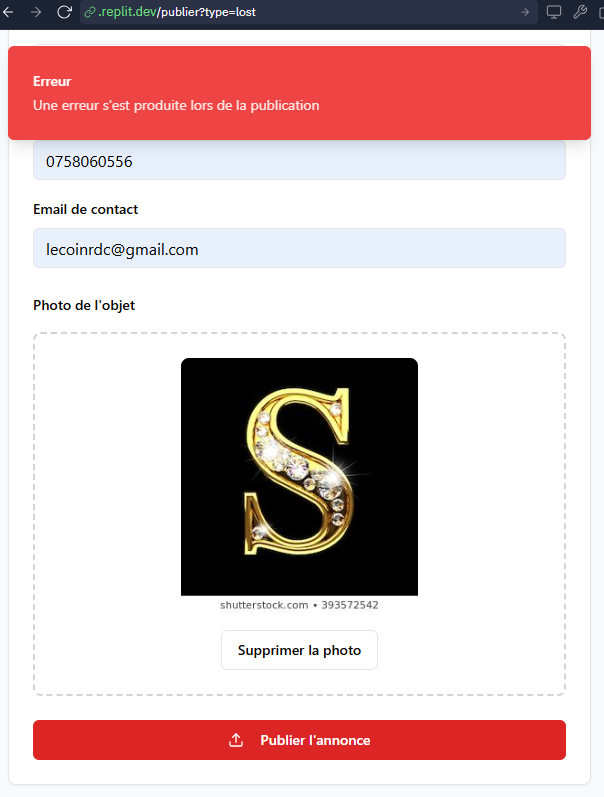 .replit.dev/publier?type=lost
Erreur
Une erreur s'est produite lors de la publication
0758060556
Email de contact
lecoinrdc@gmail.com
Photo de l'objet
S
shutterstock.com • 393572542
Supprimer la photo
Publier l'annonce